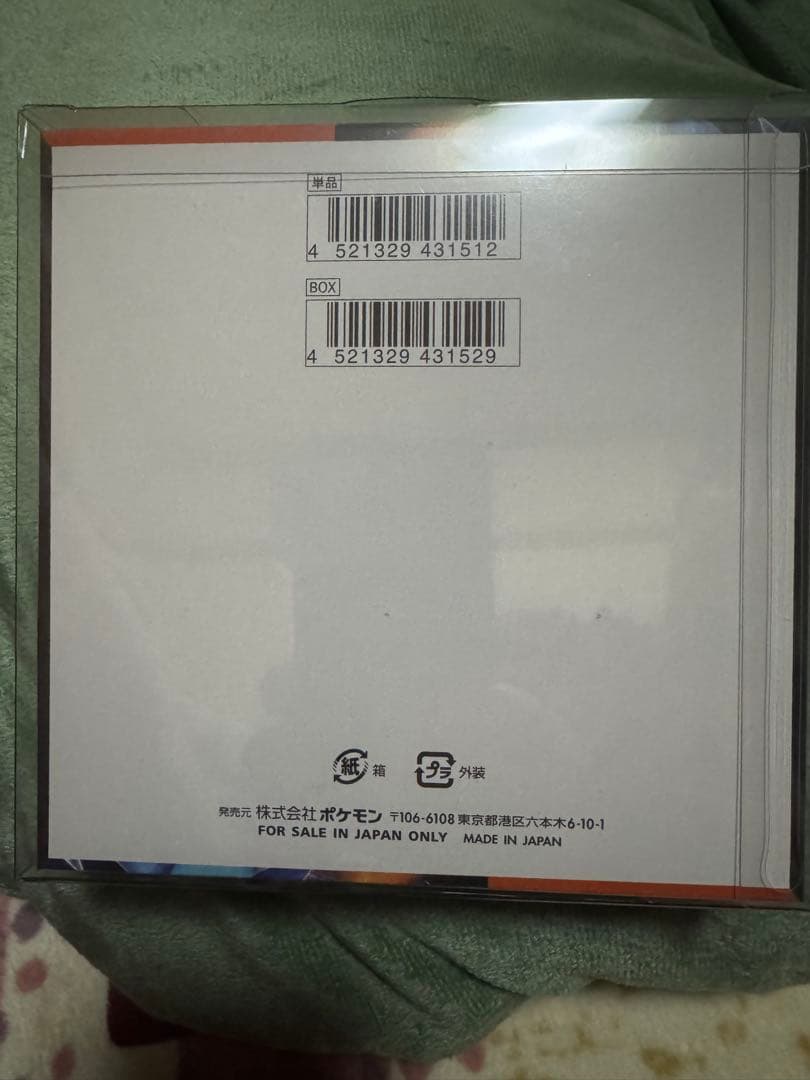 単品
4 521329 431512
BOX
4 521329 431529
紙 箱 プラ 外装
発売元 株式会社ポケモン 〒106-6108 東京都港区六本木6-10-1
FOR SALE IN JAPAN ONLY MADE IN JAPAN